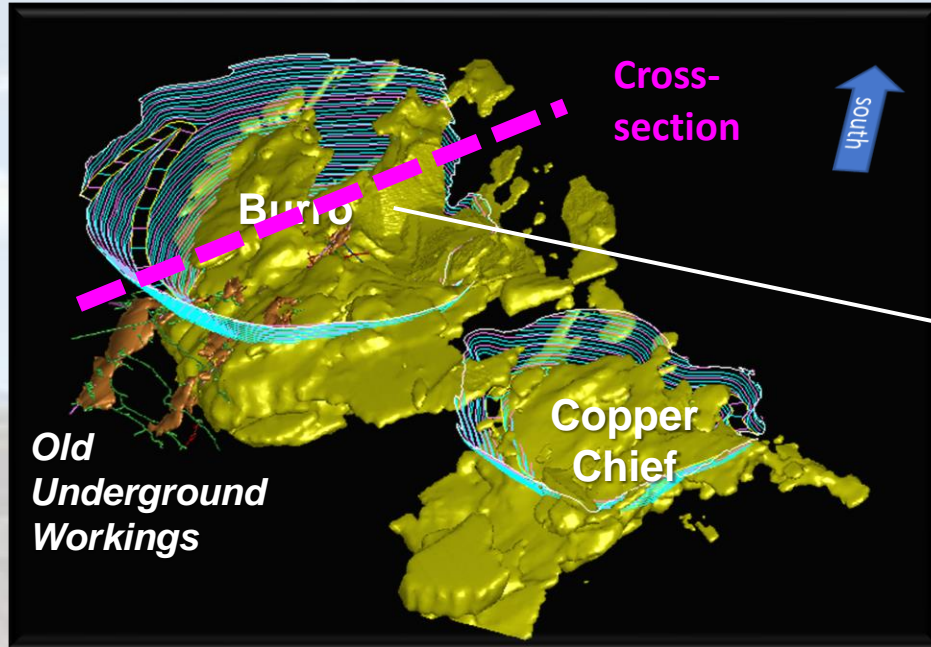 Cross-
section
south
Burro
Copper
Chief
Old
Underground
Workings